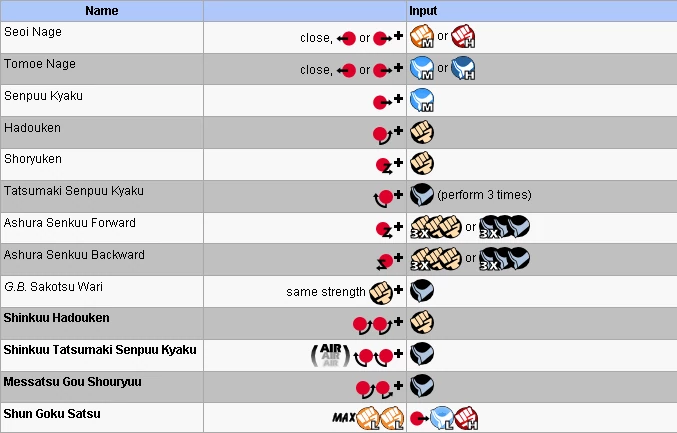 Name Input
Seoi Nage close, or + M or H
Tomoe Nage close, or + M or H
Senpuu Kyaku + M
Hadouken +
Shoryuken +
Tatsumaki Senpuu Kyaku + (perform 3 times)
Ashura Senkuu Forward + 3X or 3X
Ashura Senkuu Backward + 3X or 3X
G.B. Sakotsu Wari same strength +
Shinkuu Hadouken +
Shinkuu Tatsumaki Senpuu Kyaku (AIR) +
Messatsu Gou Shouryuu +
Shun Goku Satsu MAX L L L H